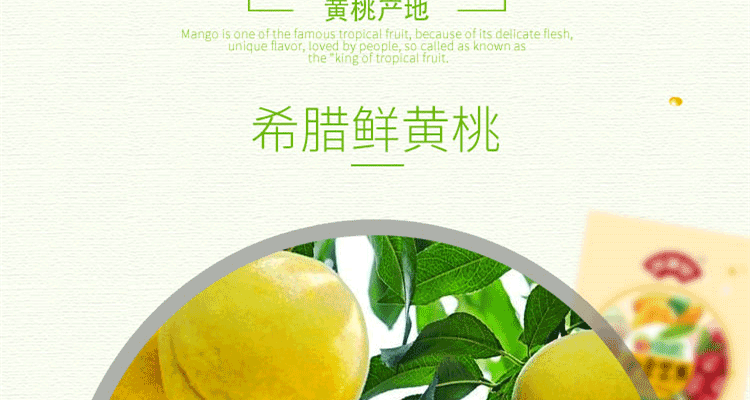 黄桃产地
Mango is one of the famous tropical fruit, because of its delicate flesh,
unique flavor, loved by people, so called as known as
the "king of tropical fruit.
希腊鲜黄桃